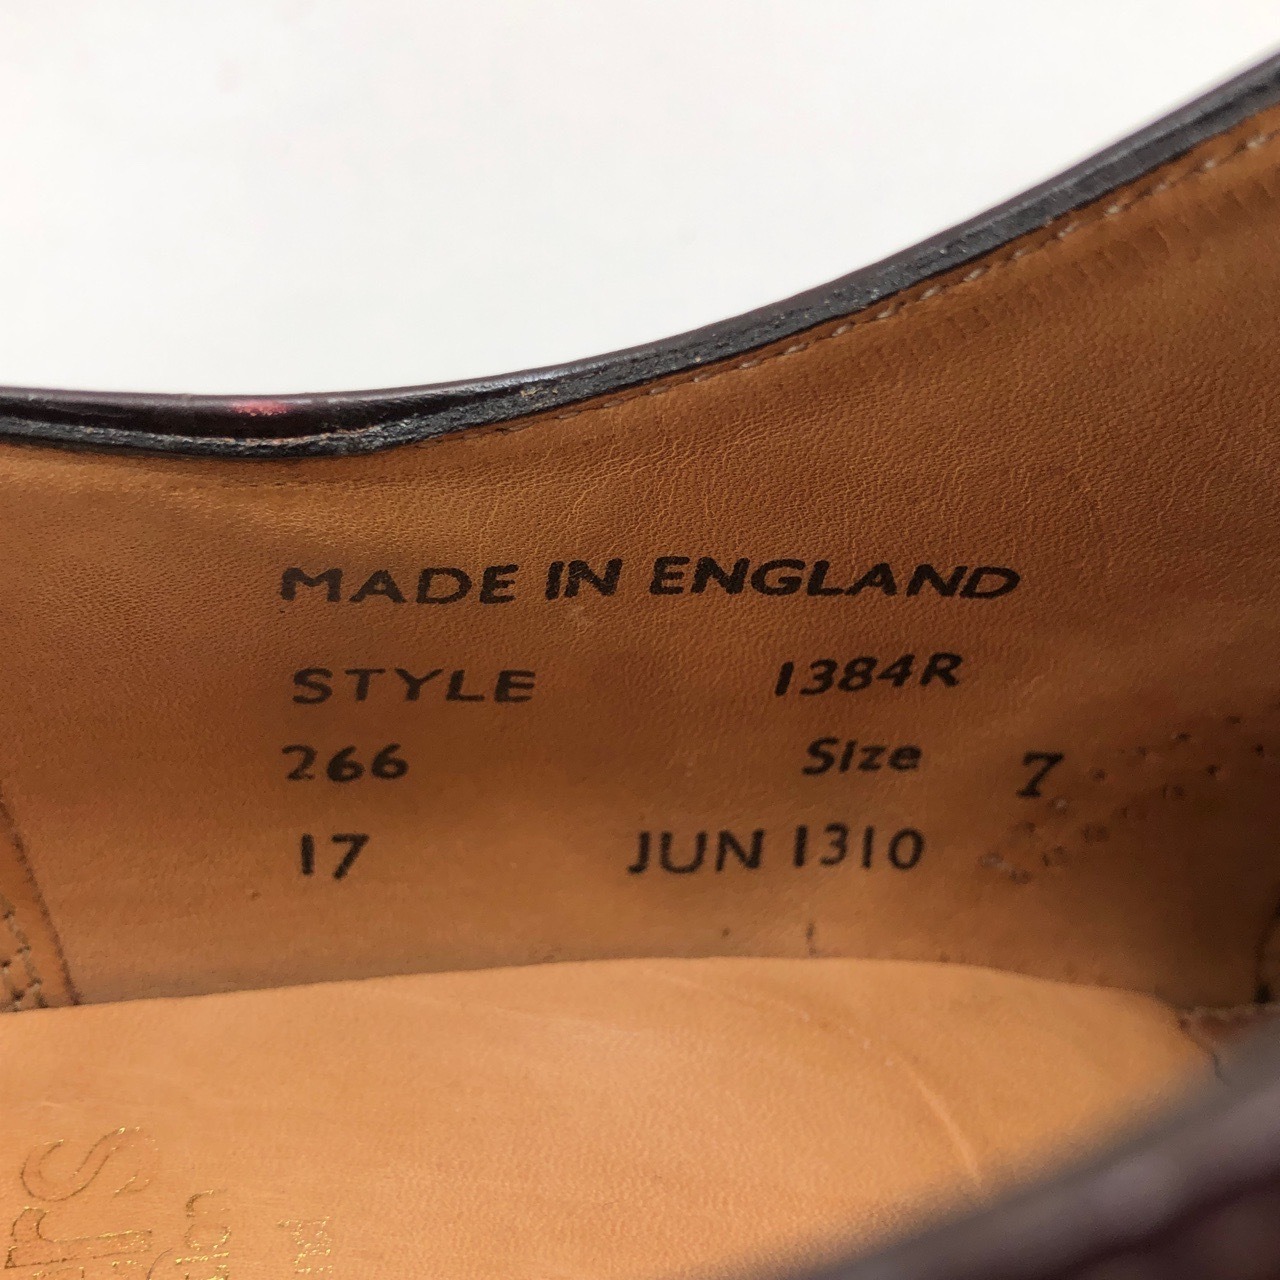 MADE IN ENGLAND
STYLE 1384R
266 Size 7
17 JUN 1310